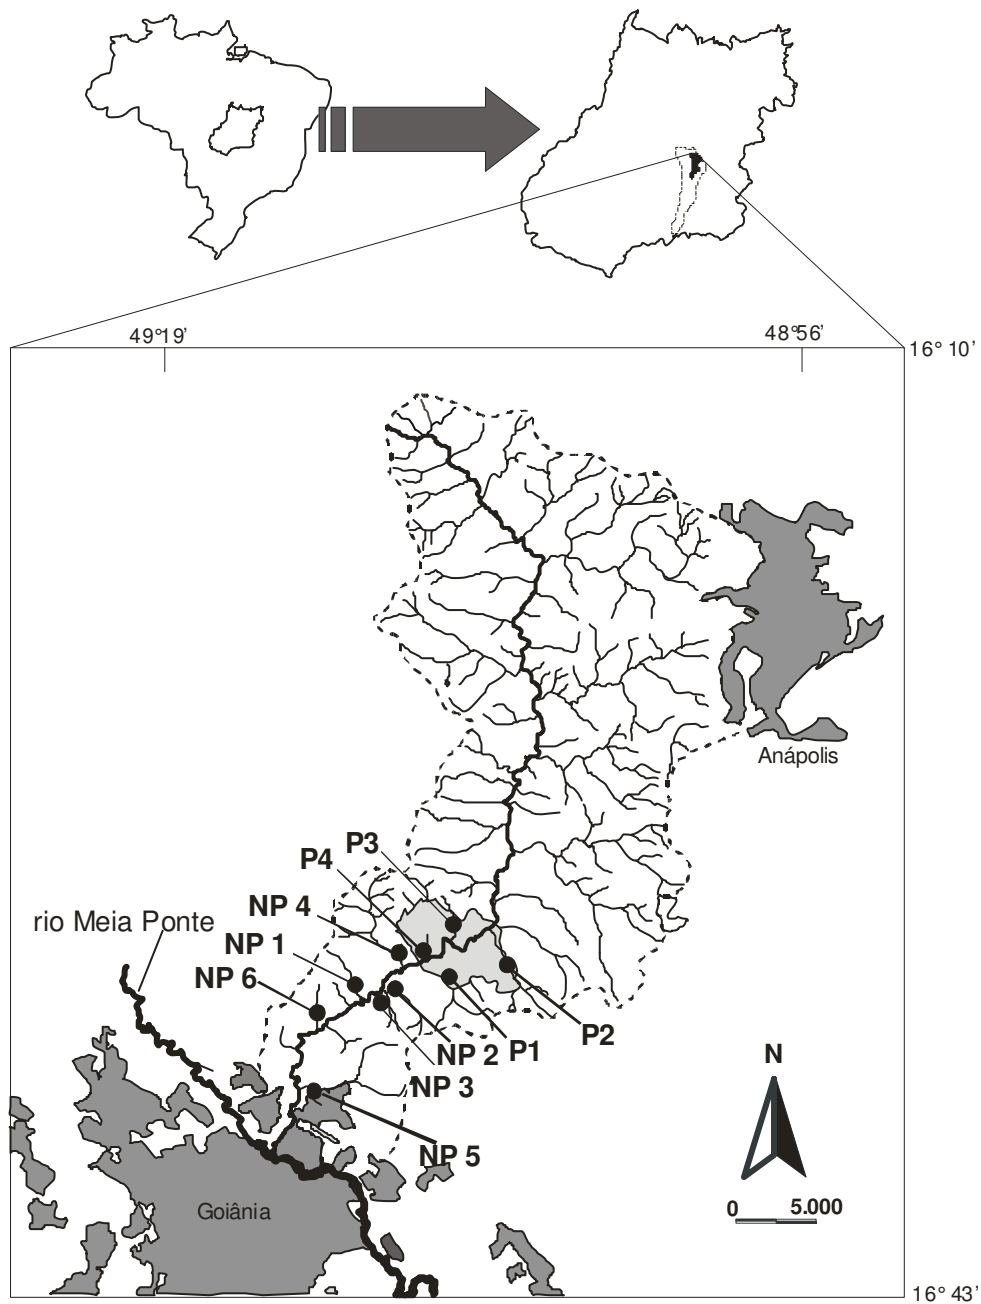 49°19'
48°56'
16° 10'
Anápolis
P3
P4
NP 4
rio Meia Ponte
NP 1
NP 6
P2
NP 2
P1
NP 3
N
NP 5
0
5.000
Goiânia
16° 43'